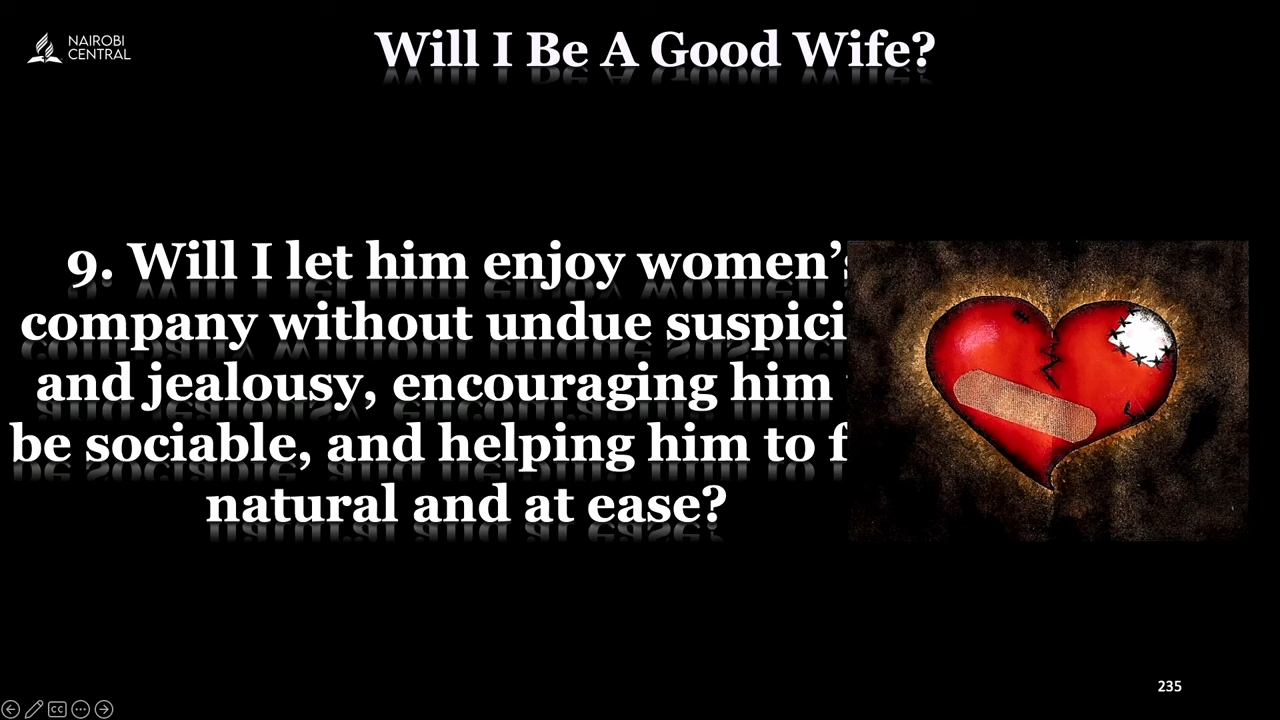 NAIROBI
CENTRAL
Will I Be A Good Wife?
9. Will I let him enjoy women's
company without undue suspici
and jealousy, encouraging him
be sociable, and helping him to f
natural and at ease?
CC
235